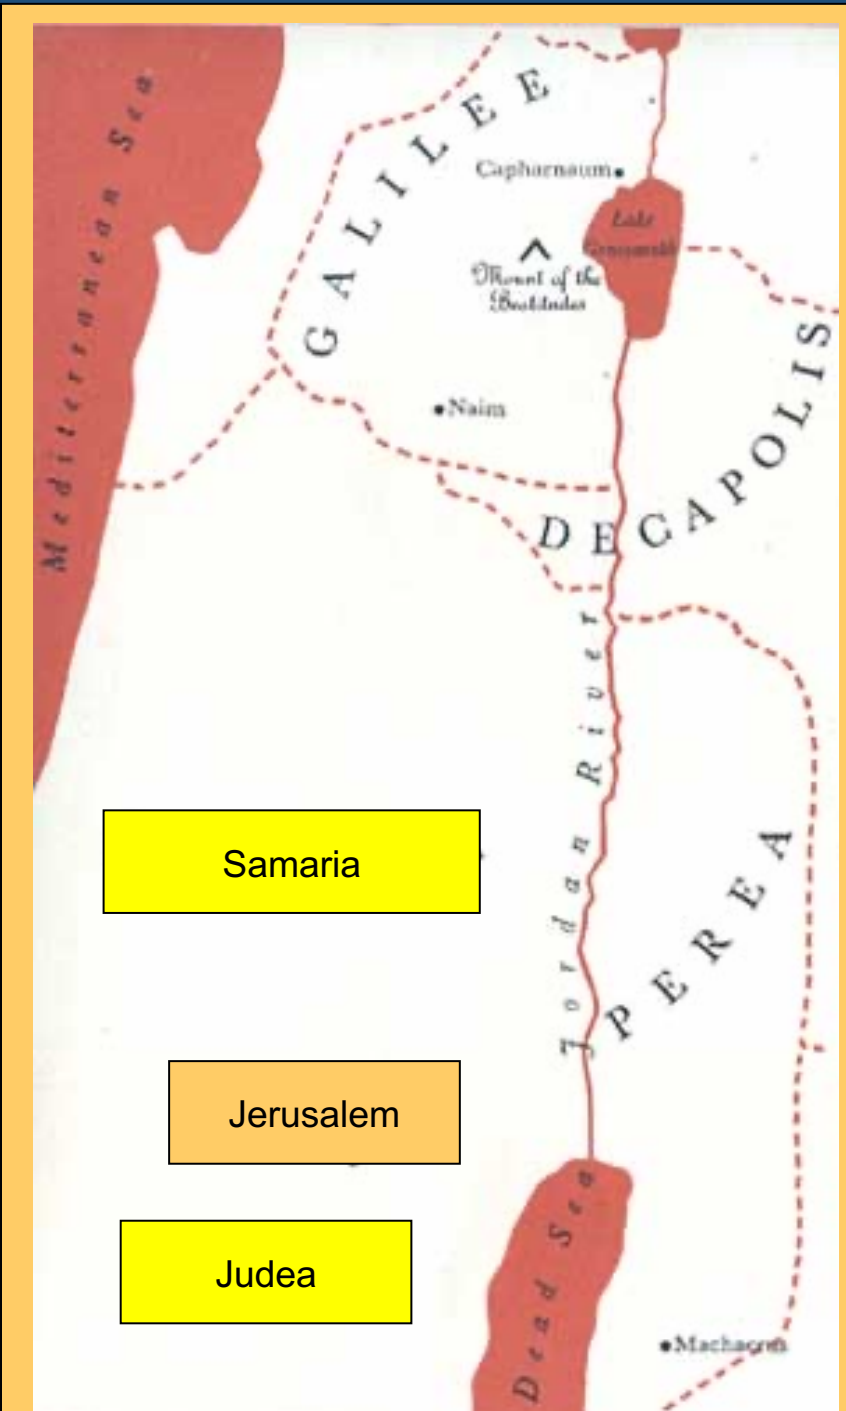 Mediterranean Sea
GALILEE
Capharnaum
Lake
Genesareth
Mount of the
Beatitudes
Naim
DECAPOLIS
Jordan River
Samaria
PEREA
Jerusalem
Judea
Dead Sea
Machaerus